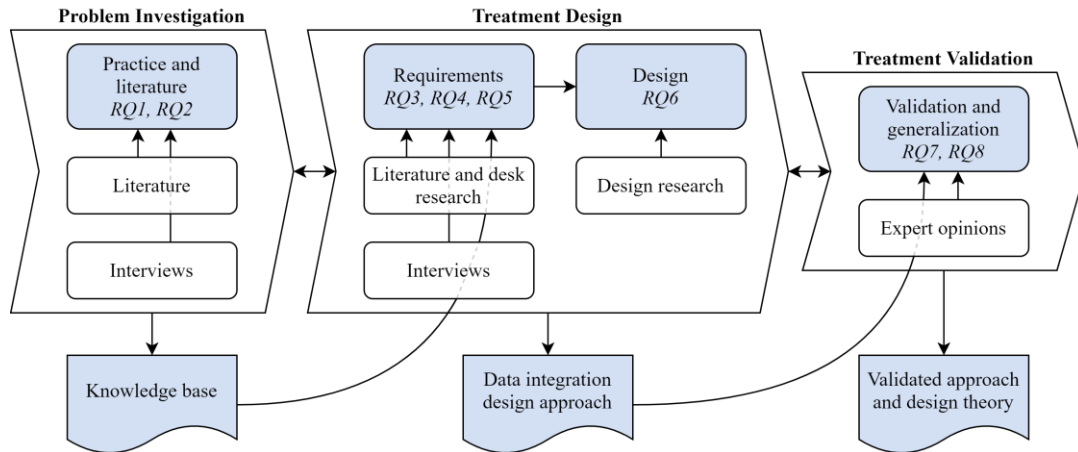 Problem Investigation
Practice and
literature
RQ1, RQ2
Literature
Interviews
Knowledge base
Treatment Design
Requirements
RQ3, RQ4, RQ5
Literature and desk
research
Interviews
Design
RQ6
Design research
Data integration
design approach
Treatment Validation
Validation and
generalization
RQ7, RQ8
Expert opinions
Validated approach
and design theory